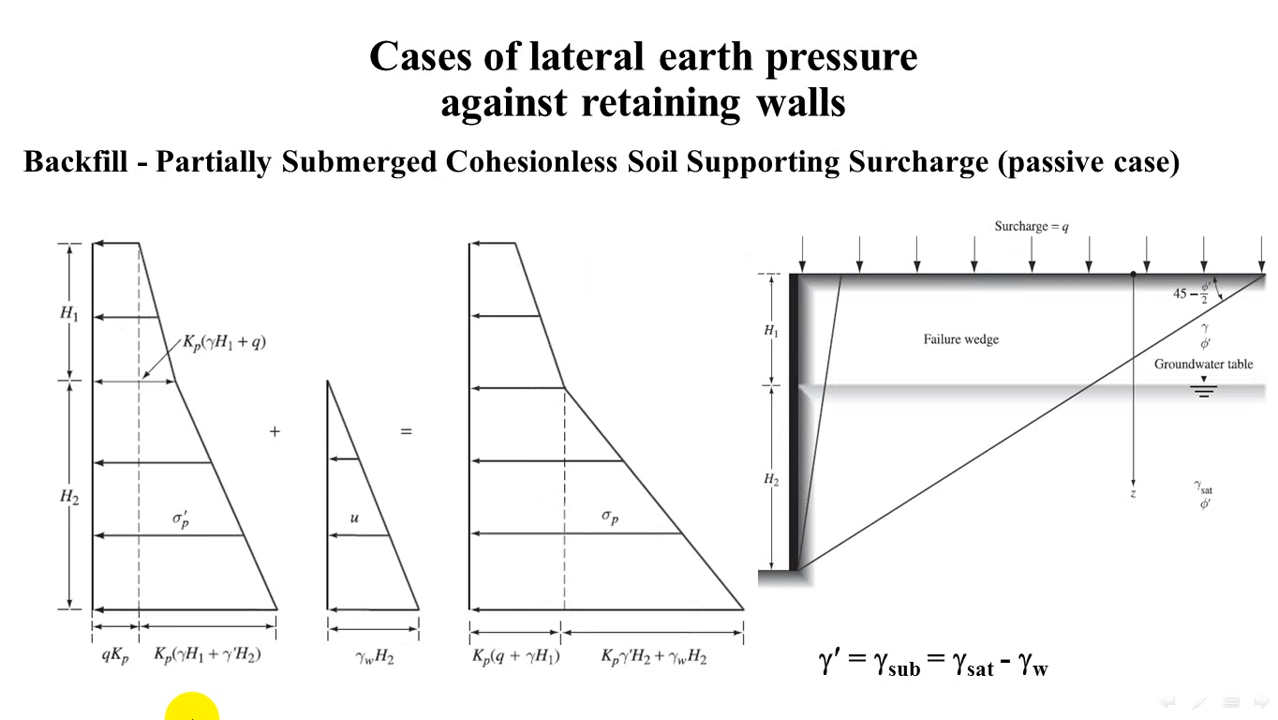 Cases of lateral earth pressure
against retaining walls
Backfill - Partially Submerged Cohesionless Soil Supporting Surcharge (passive case)
H₁
Kₚ(γH₁ + q)
H₂
σ′ₚ
qKₚ
Kₚ(γH₁ + γ′H₂)
+
u
γwH₂
=
σₚ
Kₚ(q + γH₁)
Kₚγ′H₂ + γwH₂
Surcharge = q
45 − ϕ′/2
H₁
Failure wedge
γ
ϕ′
Groundwater table
H₂
z
γsat
ϕ′
γ′ = γsub = γsat - γw